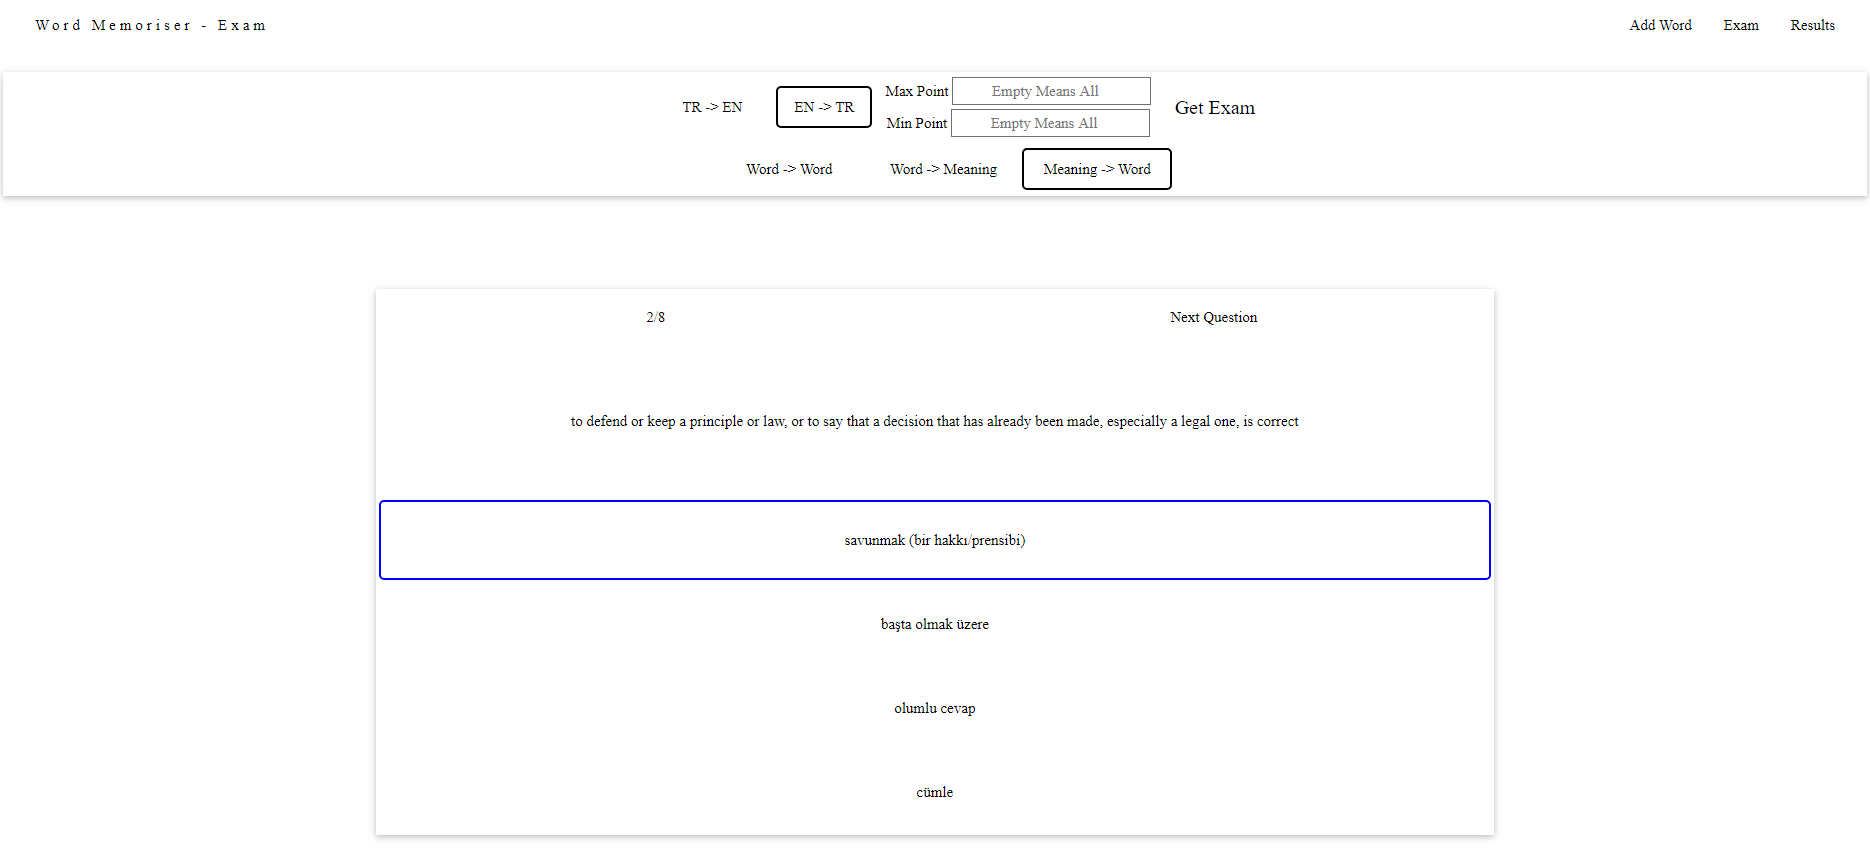 Word Memoriser - Exam
Add Word Exam Results
TR -> EN
EN -> TR
Max Point Empty Means All
Min Point Empty Means All
Get Exam
Word -> Word
Word -> Meaning
Meaning -> Word
2/8
Next Question
to defend or keep a principle or law, or to say that a decision that has already been made, especially a legal one, is correct
savunmak (bir hakkı/prensibi)
başta olmak üzere
olumlu cevap
cümle